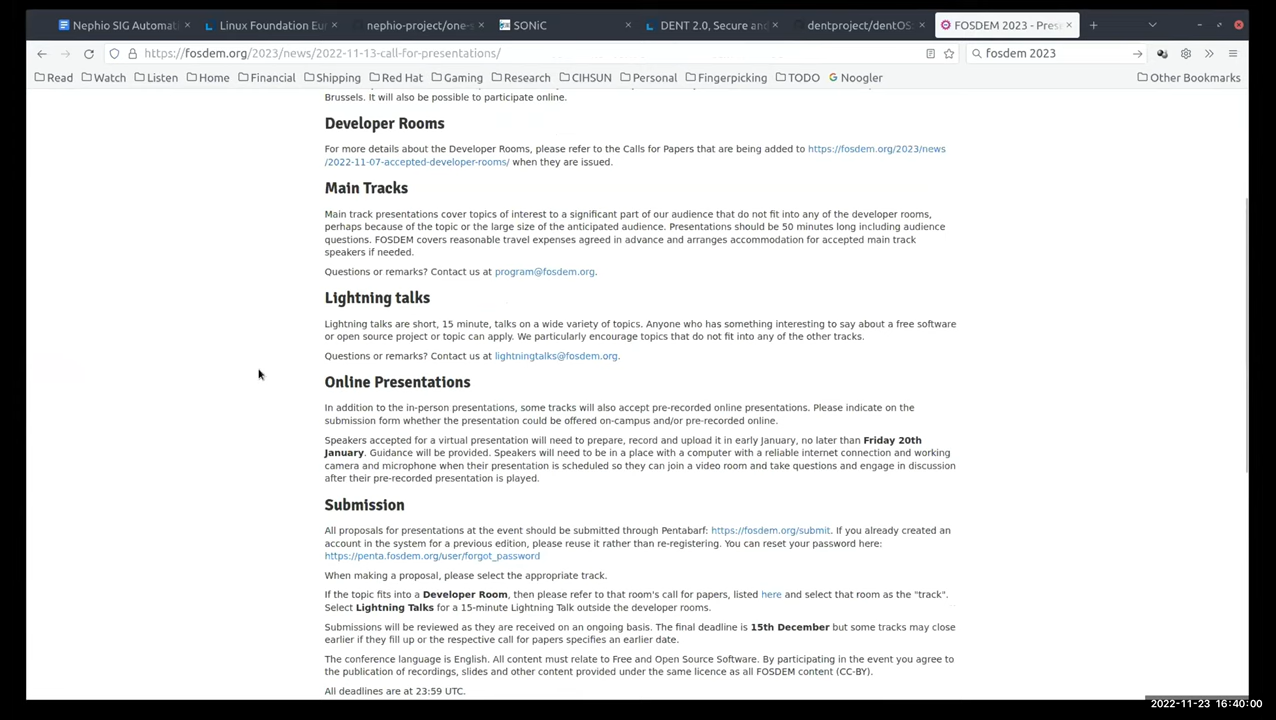 Nephio SIG Automati
Linux Foundation Eur
nephio-project/one-s
SONiC
DENT 2.0, Secure and
dentproject/dentOS
FOSDEM 2023 - Prese
https://fosdem.org/2023/news/2022-11-13-call-for-presentations/
fosdem 2023
Read
Watch
Listen
Home
Financial
Shipping
Red Hat
Gaming
Research
CIHSUN
Personal
Fingerpicking
TODO
Noogler
Other Bookmarks
Brussels. It will also be possible to participate online.
Developer Rooms
For more details about the Developer Rooms, please refer to the Calls for Papers that are being added to https://fosdem.org/2023/news
/2022-11-07-accepted-developer-rooms/ when they are issued.
Main Tracks
Main track presentations cover topics of interest to a significant part of our audience that do not fit into any of the developer rooms,
perhaps because of the topic or the large size of the anticipated audience. Presentations should be 50 minutes long including audience
questions. FOSDEM covers reasonable travel expenses agreed in advance and arranges accommodation for accepted main track
speakers if needed.
Questions or remarks? Contact us at program@fosdem.org.
Lightning talks
Lightning talks are short, 15 minute, talks on a wide variety of topics. Anyone who has something interesting to say about a free software
or open source project or topic can apply. We particularly encourage topics that do not fit into any of the other tracks.
Questions or remarks? Contact us at lightningtalks@fosdem.org.
Online Presentations
In addition to the in-person presentations, some tracks will also accept pre-recorded online presentations. Please indicate on the
submission form whether the presentation could be offered on-campus and/or pre-recorded online.
Speakers accepted for a virtual presentation will need to prepare, record and upload it in early January, no later than Friday 20th
January. Guidance will be provided. Speakers will need to be in a place with a computer with a reliable internet connection and working
camera and microphone when their presentation is scheduled so they can join a video room and take questions and engage in discussion
after their pre-recorded presentation is played.
Submission
All proposals for presentations at the event should be submitted through Pentabarf: https://fosdem.org/submit. If you already created an
account in the system for a previous edition, please reuse it rather than re-registering. You can reset your password here:
https://penta.fosdem.org/user/forgot_password
When making a proposal, please select the appropriate track.
If the topic fits into a Developer Room, then please refer to that room's call for papers, listed here and select that room as the "track".
Select Lightning Talks for a 15-minute Lightning Talk outside the developer rooms.
Submissions will be reviewed as they are received on an ongoing basis. The final deadline is 15th December but some tracks may close
earlier if they fill up or the respective call for papers specifies an earlier date.
The conference language is English. All content must relate to Free and Open Source Software. By participating in the event you agree to
the publication of recordings, slides and other content provided under the same licence as all FOSDEM content (CC-BY).
All deadlines are at 23:59 UTC.
2022-11-23 16:40:00